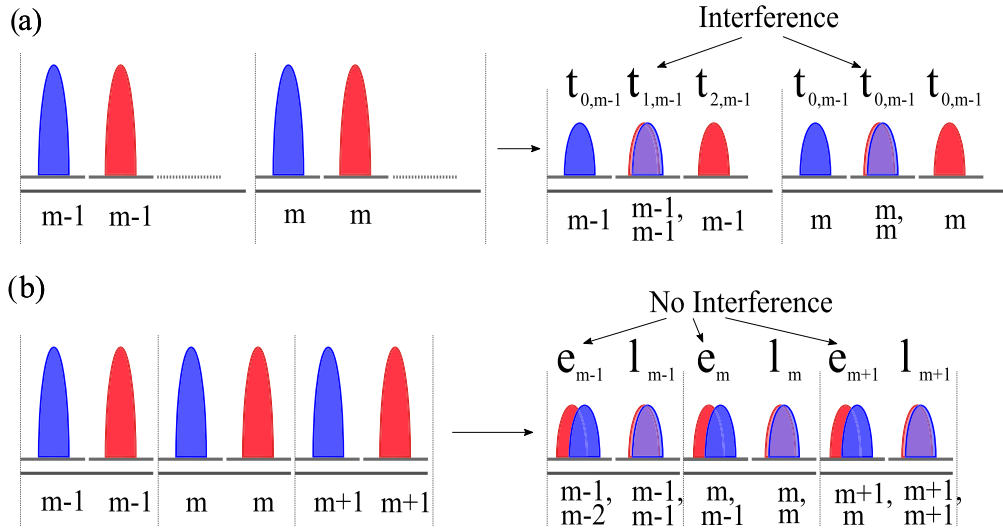 (a)
Interference
t0,m-1 t1,m-1 t2,m-1 t0,m-1 t0,m-1 t0,m-1
m-1 m-1 m m m-1 m-1, m-1 m m, m
m-1 m
(b)
No Interference
em-1 lm-1 em lm em+1 lm+1
m-1 m-1 m m m+1 m+1 m-1, m-1, m, m, m+1, m+1,
m-2 m-1 m-1 m m m+1